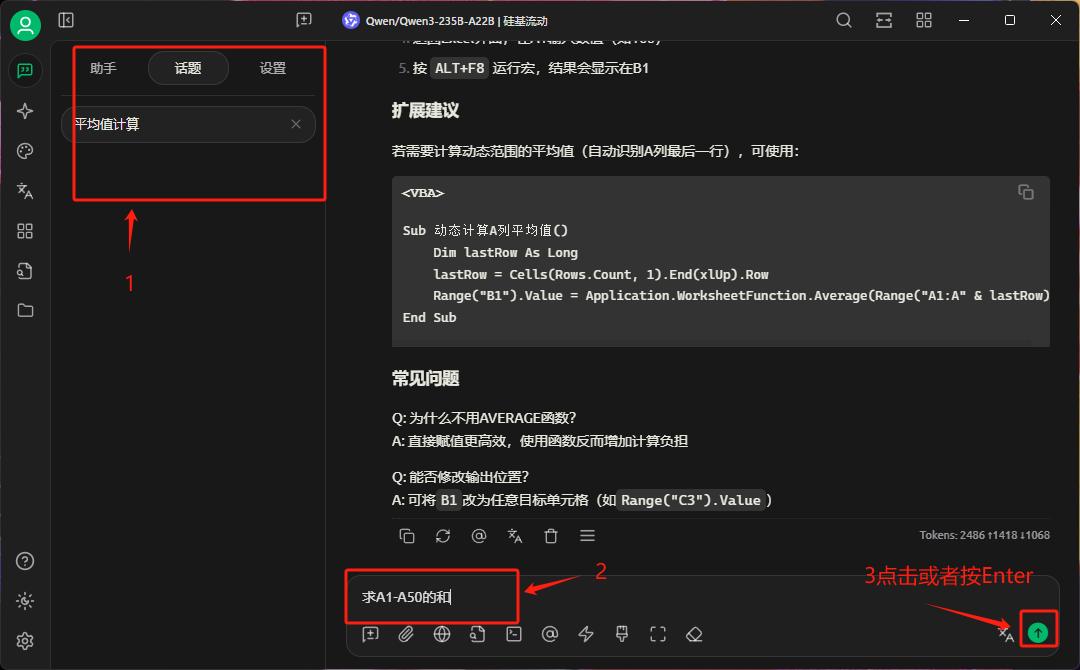 Qwen/Qwen3-235B-A22B | 硅基流动
助手
话题
设置
平均值计算
1
5. 按 ALT+F8 运行宏，结果会显示在B1
扩展建议
若需要计算动态范围的平均值（自动识别A列最后一行），可使用：
<VBA>
Sub 动态计算A列平均值()
Dim lastRow As Long
lastRow = Cells(Rows.Count, 1).End(xlUp).Row
Range("B1").Value = Application.WorksheetFunction.Average(Range("A1:A" & lastRow)
End Sub
常见问题
Q: 为什么不用AVERAGE函数？
A: 直接赋值更高效，使用函数反而增加计算负担
Q: 能否修改输出位置？
A: 可将 B1 改为任意目标单元格（如 Range("C3").Value ）
Tokens: 2486 ↑1418 ↓1068
2
3点击或者按Enter
求A1-A50的和